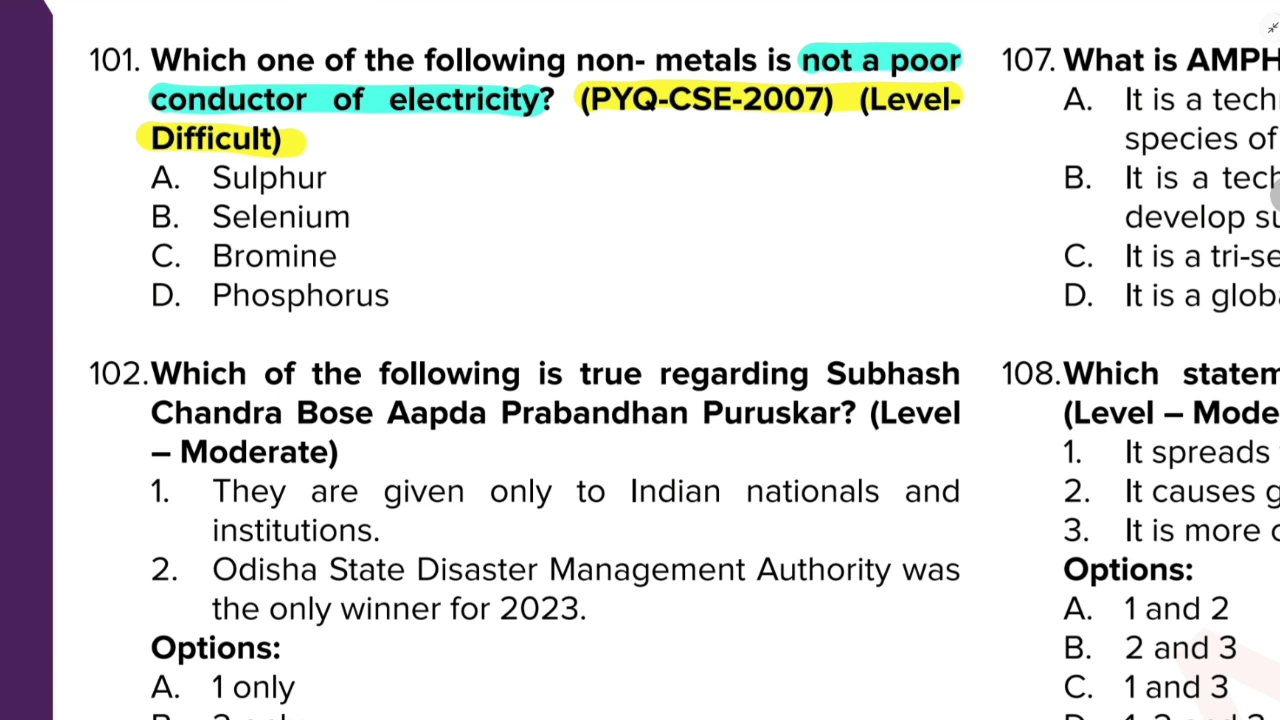 101. Which one of the following non- metals is not a poor
conductor of electricity? (PYQ-CSE-2007) (Level-
Difficult)
A. Sulphur
B. Selenium
C. Bromine
D. Phosphorus
102. Which of the following is true regarding Subhash
Chandra Bose Aapda Prabandhan Puruskar? (Level
– Moderate)
1. They are given only to Indian nationals and
institutions.
2. Odisha State Disaster Management Authority was
the only winner for 2023.
Options:
A. 1 only
107. What is
A. It is a
species of
B. It is a
develop
C. It is a
D. It is a
108. Which
(Level –
1. It spreads
2. It causes
3. It is more
Options:
A. 1 and 2
B. 2 and 3
C. 1 and 3